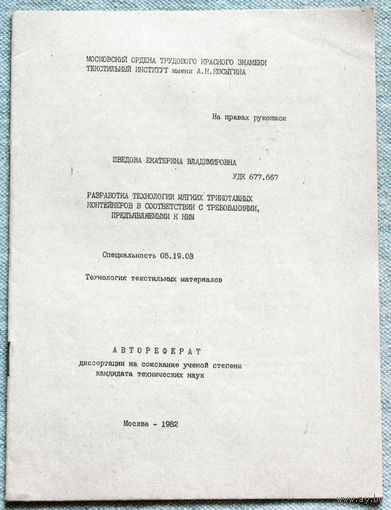 МОСКОВСКИЙ ОРДЕНА ТРУДОВОГО КРАСНОГО ЗНАМЕНИ
ТЕКСТИЛЬНЫЙ ИНСТИТУТ имени А.Н.КОСЫГИНА
На правах рукописи
ШВЕДОВА ЕКАТЕРИНА ВЛАДИМИРОВНА
УДК 677.667
РАЗРАБОТКА ТЕХНОЛОГИИ МЯГКИХ ТРИКОТАЖНЫХ
КОНТЕЙНЕРОВ В СООТВЕТСТВИИ С ТРЕБОВАНИЯМИ,
ПРЕДЪЯВЛЯЕМЫМИ К НИМ
Специальность 05.19.03
Технология текстильных материалов
АВТОРЕФЕРАТ
диссертации на соискание ученой степени
кандидата технических наук
Москва - 1982